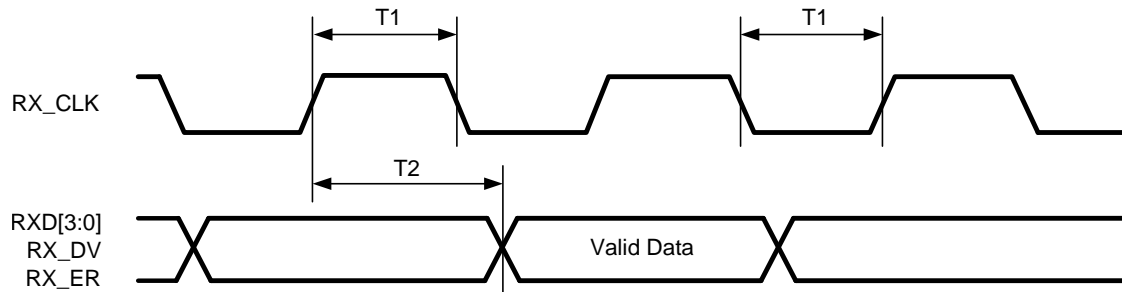 T1
T1
RX_CLK
T2
RXD[3:0]
RX_DV
Valid Data
RX_ER